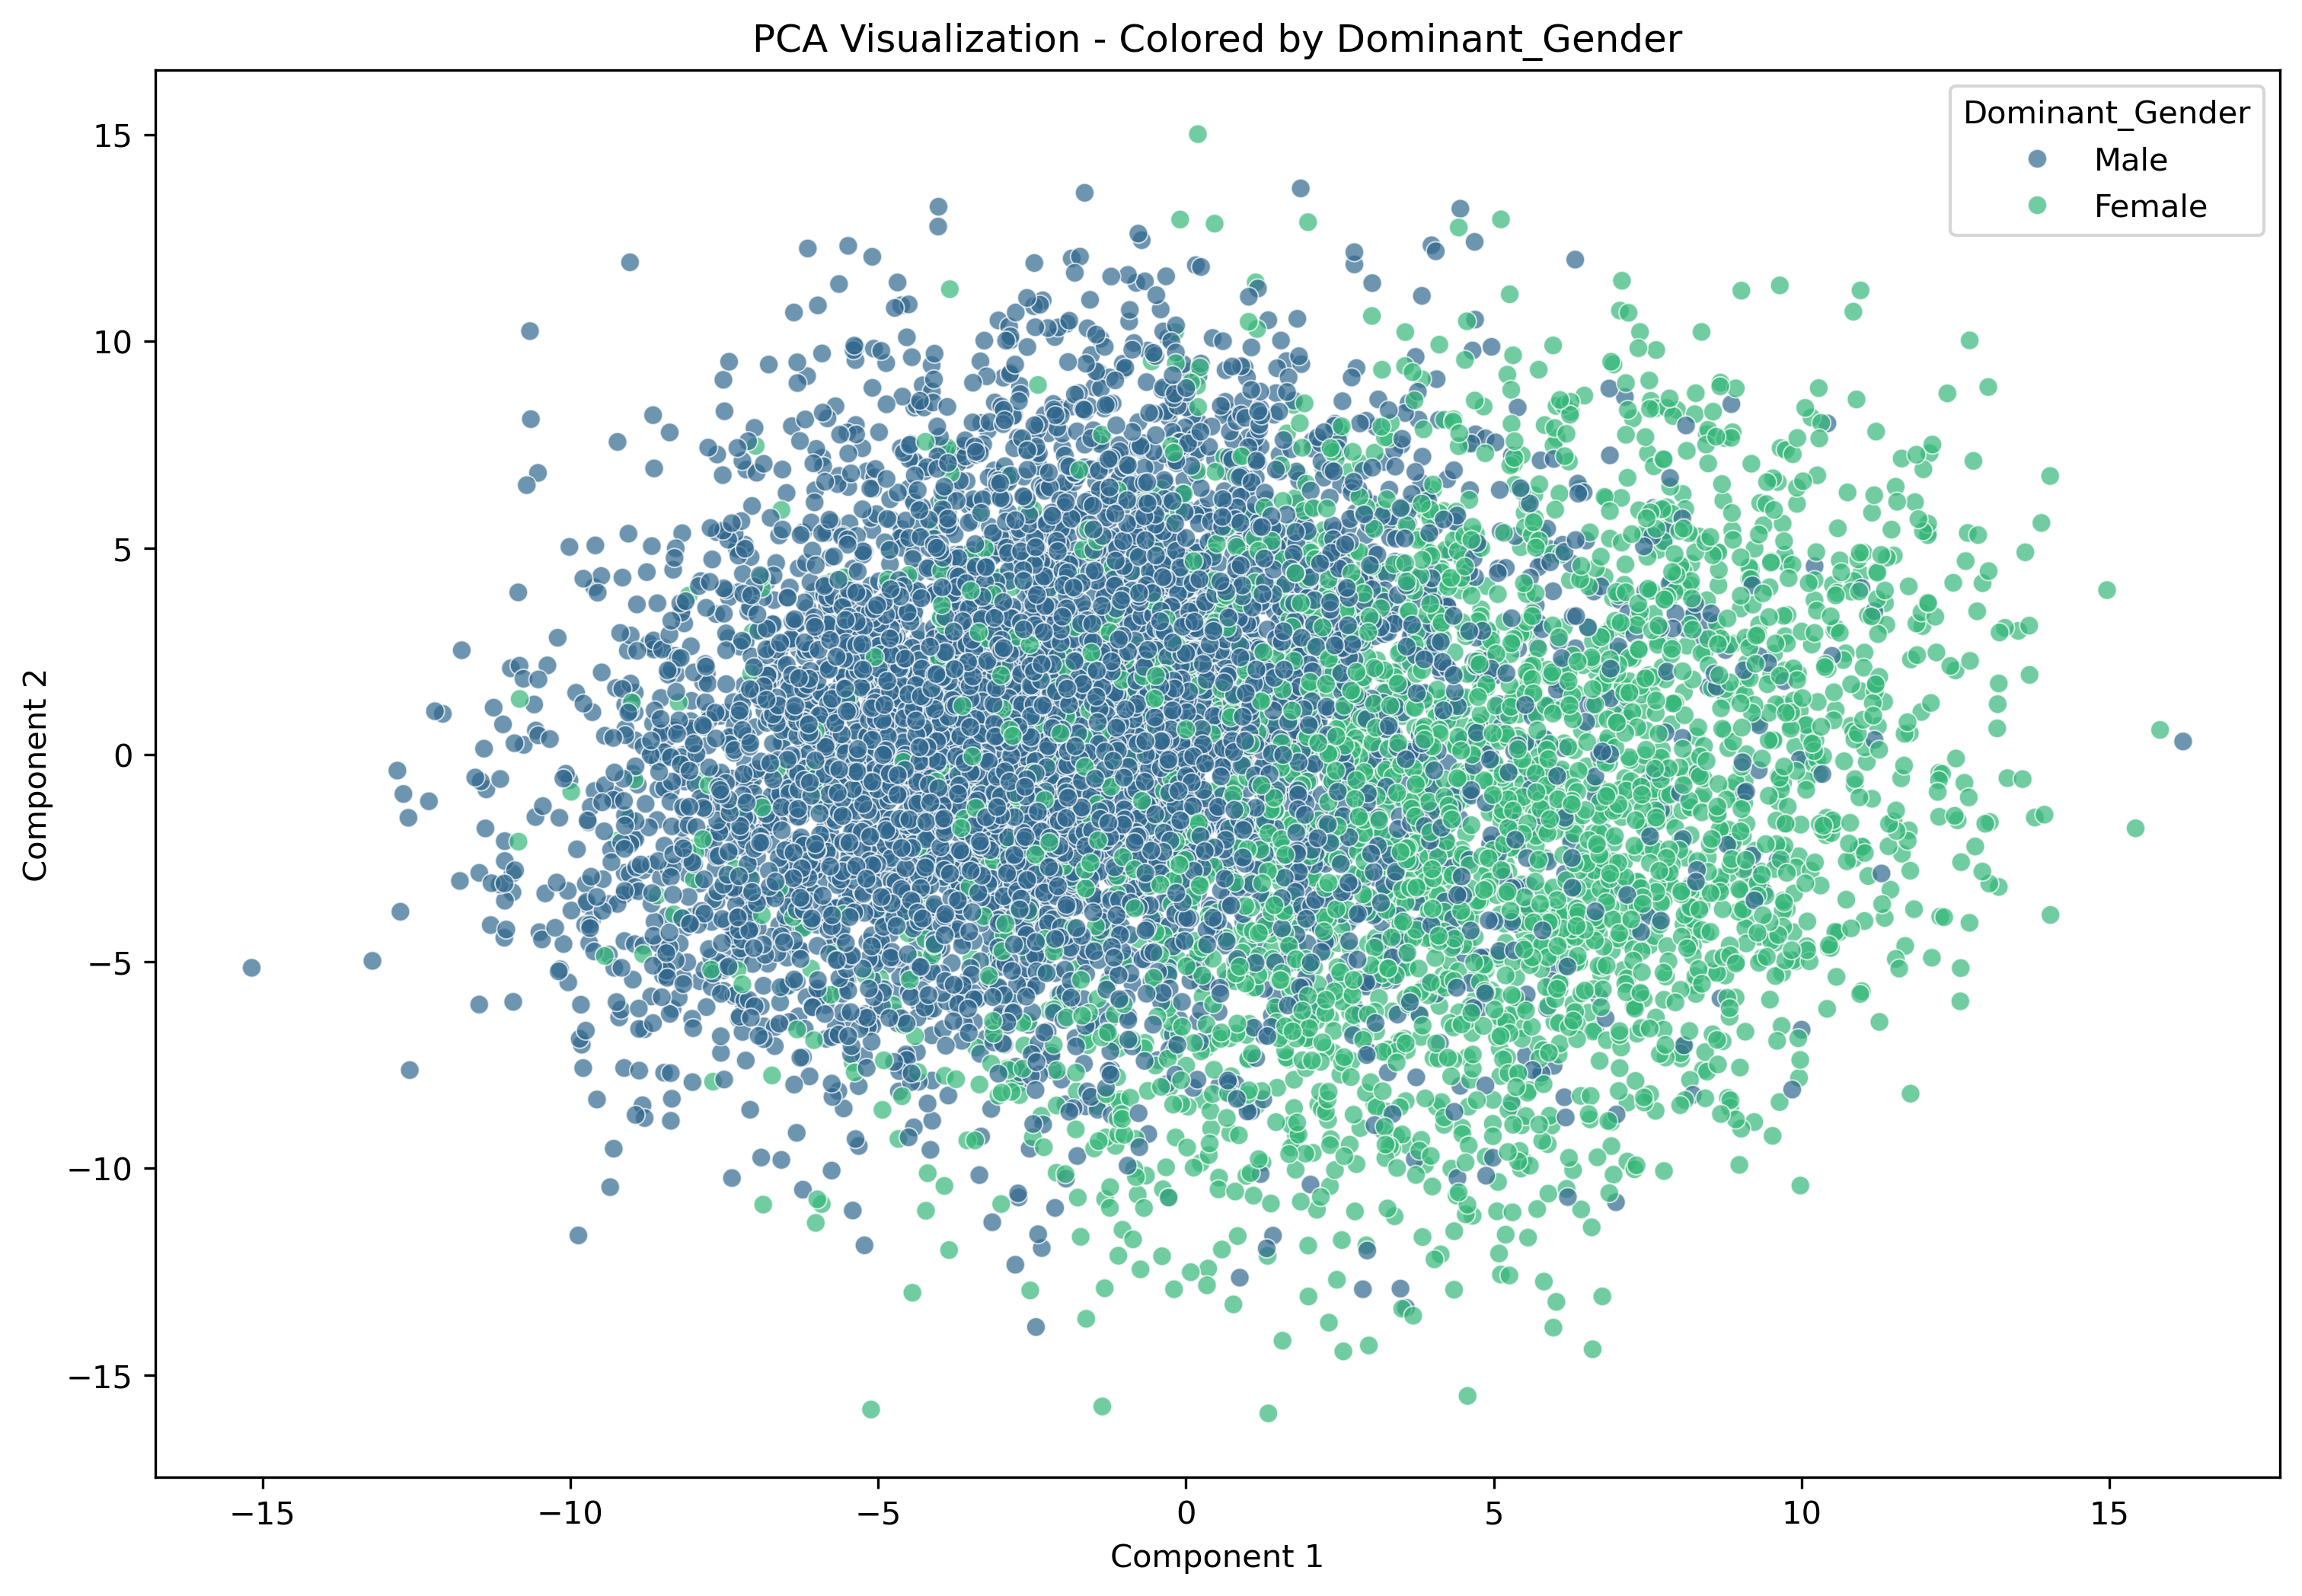 PCA Visualization - Colored by Dominant_Gender
Dominant_Gender
Male
Female
15
10
5
0
−5
−10
−15
Component 2
−15
−10
−5
0
5
10
15
Component 1